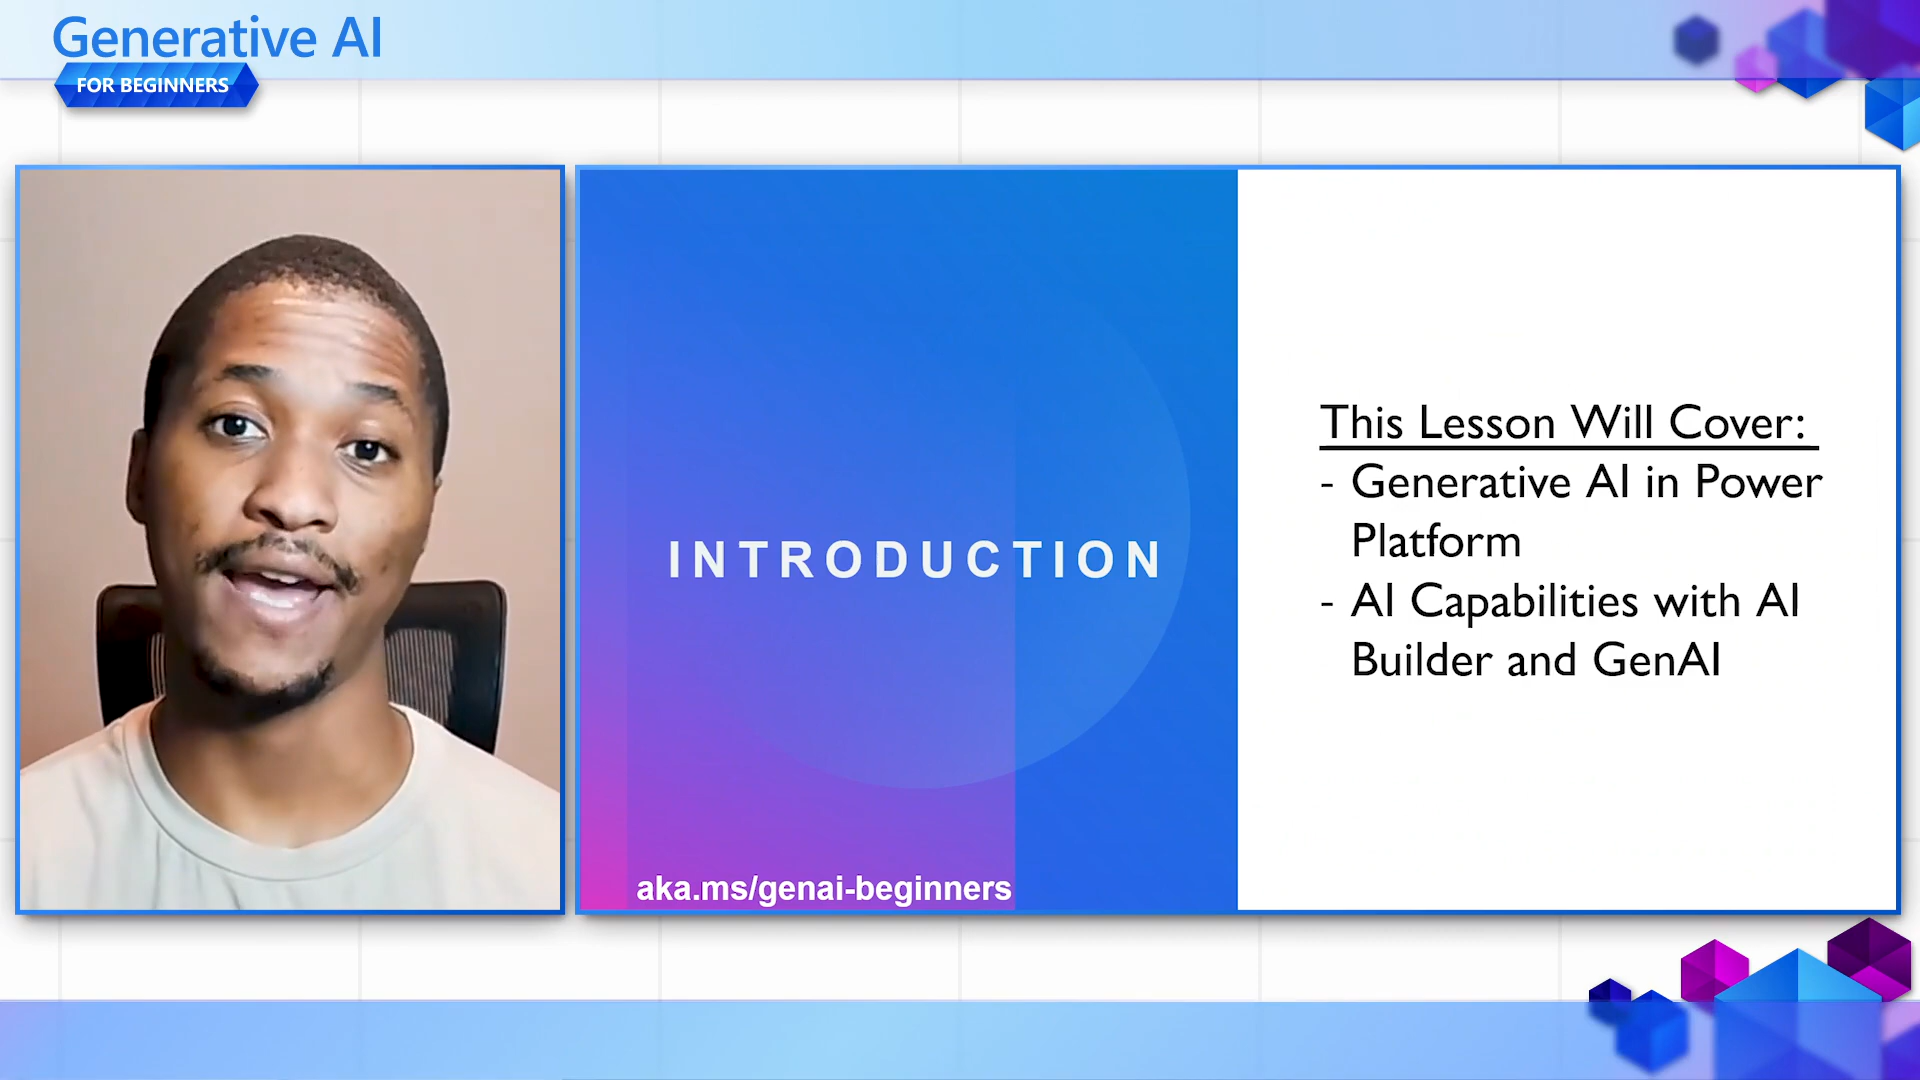 Generative AI
FOR BEGINNERS
INTRODUCTION
aka.ms/genai-beginners
This Lesson Will Cover:
- Generative AI in Power
Platform
- AI Capabilities with AI
Builder and GenAI